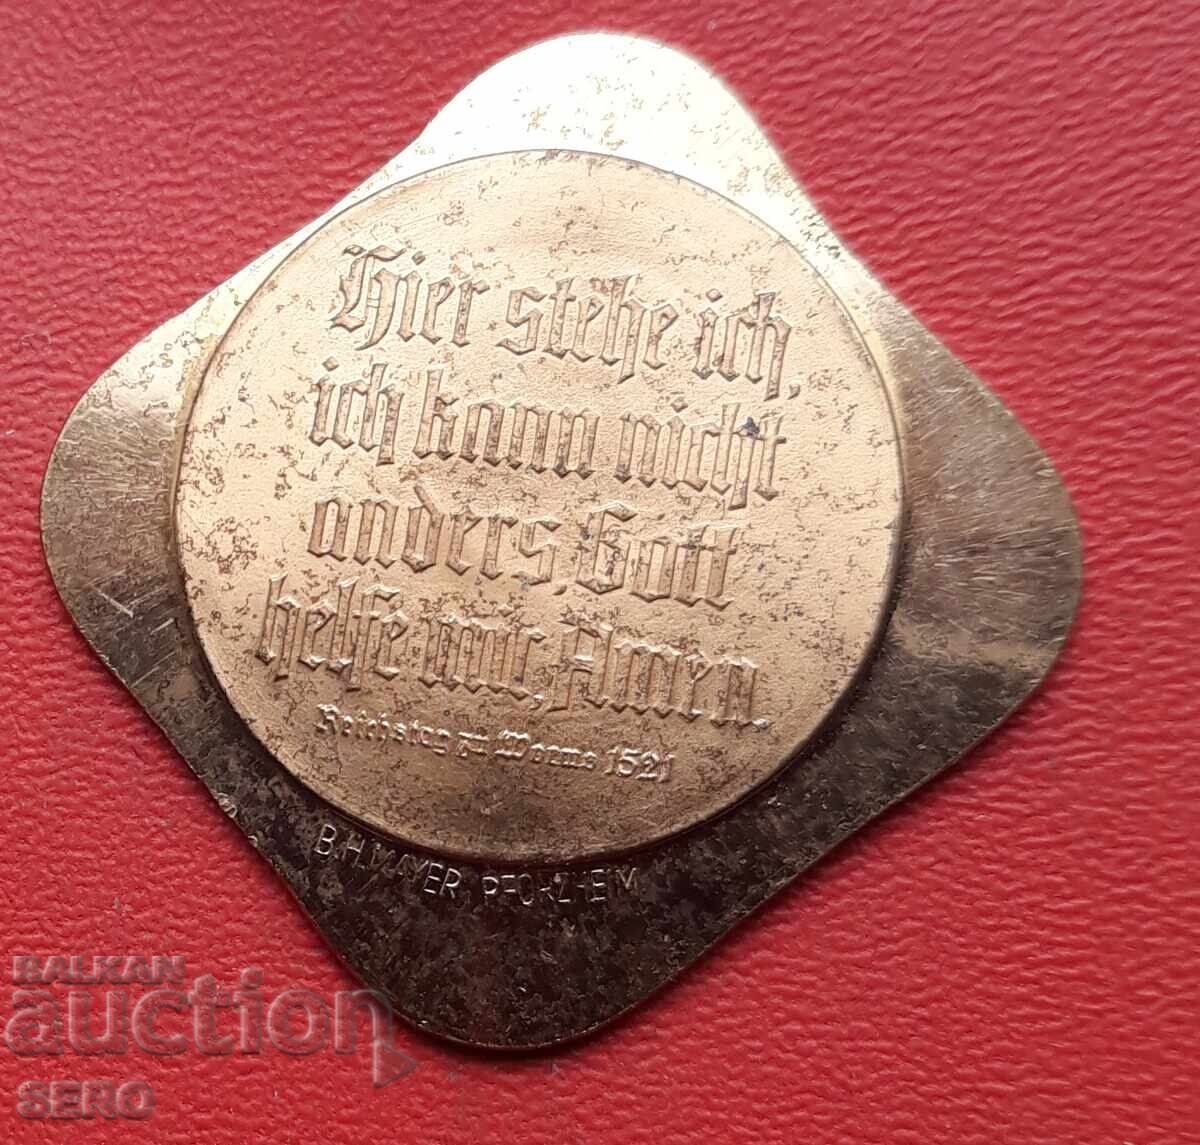 Hier stehe ich,
ich kann nicht
anders, Gott
helfe mir, Amen.
Reichstag zu Worms 1521
B.H. MAYER, PFORZHEIM
BALKAN
auction
SERO